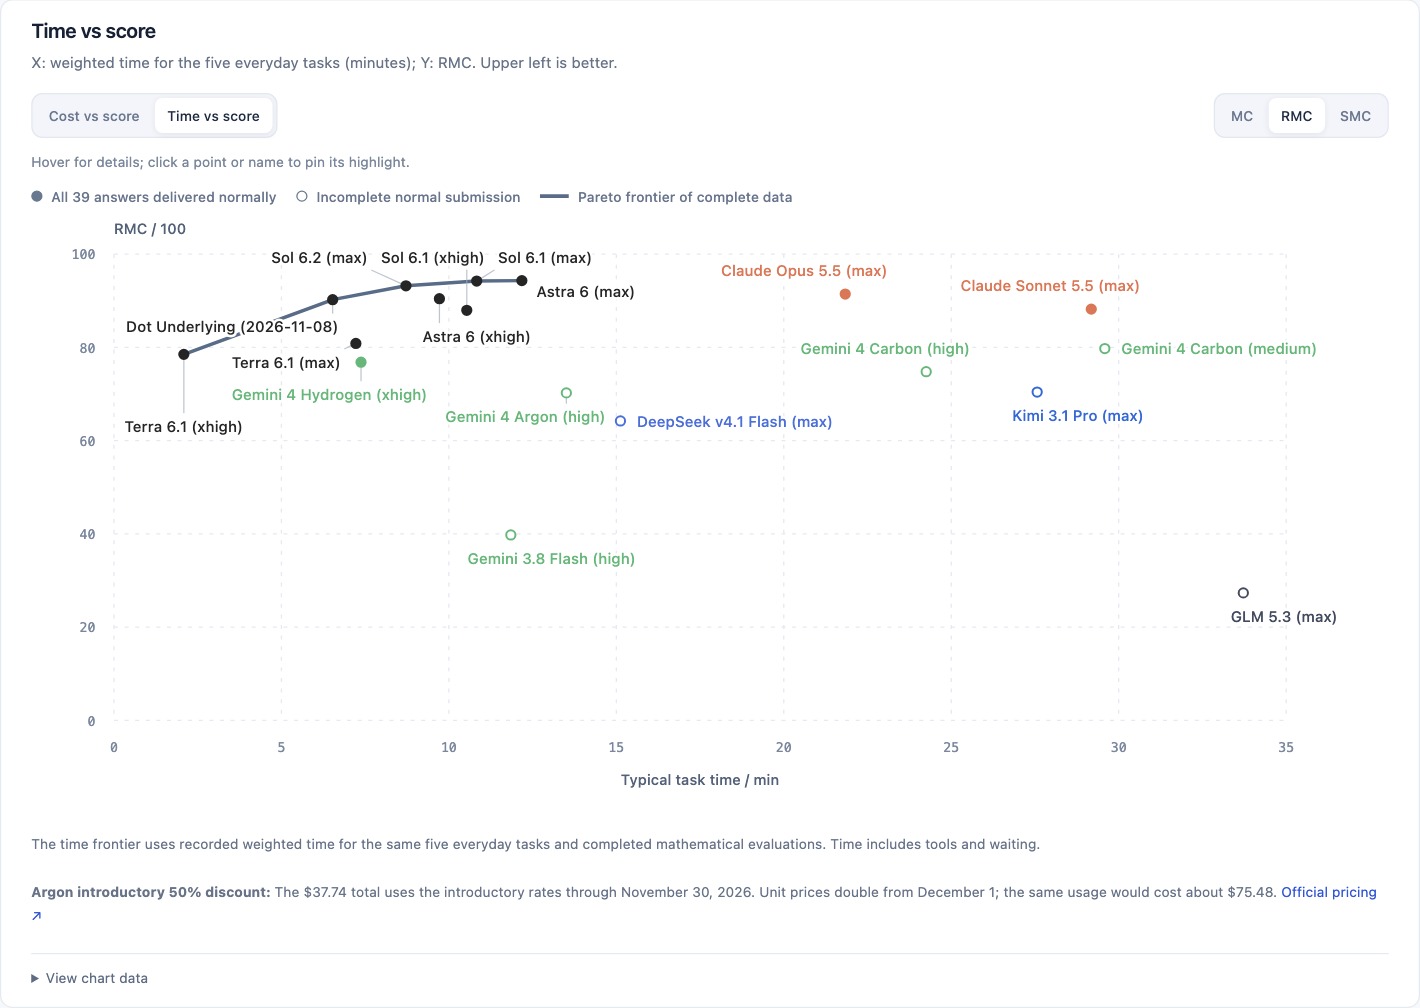 Time vs score
X: weighted time for the five everyday tasks (minutes); Y: RMC. Upper left is better.
Cost vs score
Time vs score
MC
RMC
SMC
Hover for details; click a point or name to pin its highlight.
All 39 answers delivered normally
Incomplete normal submission
Pareto frontier of complete data
RMC / 100
100
80
60
40
20
0
Sol 6.2 (max)
Sol 6.1 (xhigh)
Sol 6.1 (max)
Astra 6 (max)
Claude Opus 5.5 (max)
Claude Sonnet 5.5 (max)
Dot Underlying (2026-11-08)
Astra 6 (xhigh)
Terra 6.1 (max)
Gemini 4 Carbon (high)
Gemini 4 Carbon (medium)
Gemini 4 Hydrogen (xhigh)
Gemini 4 Argon (high)
DeepSeek v4.1 Flash (max)
Kimi 3.1 Pro (max)
Terra 6.1 (xhigh)
Gemini 3.8 Flash (high)
GLM 5.3 (max)
0
5
10
15
20
25
30
35
Typical task time / min
The time frontier uses recorded weighted time for the same five everyday tasks and completed mathematical evaluations. Time includes tools and waiting.
Argon introductory 50% discount: The $37.74 total uses the introductory rates through November 30, 2026. Unit prices double from December 1; the same usage would cost about $75.48. Official pricing
↗
▶ View chart data